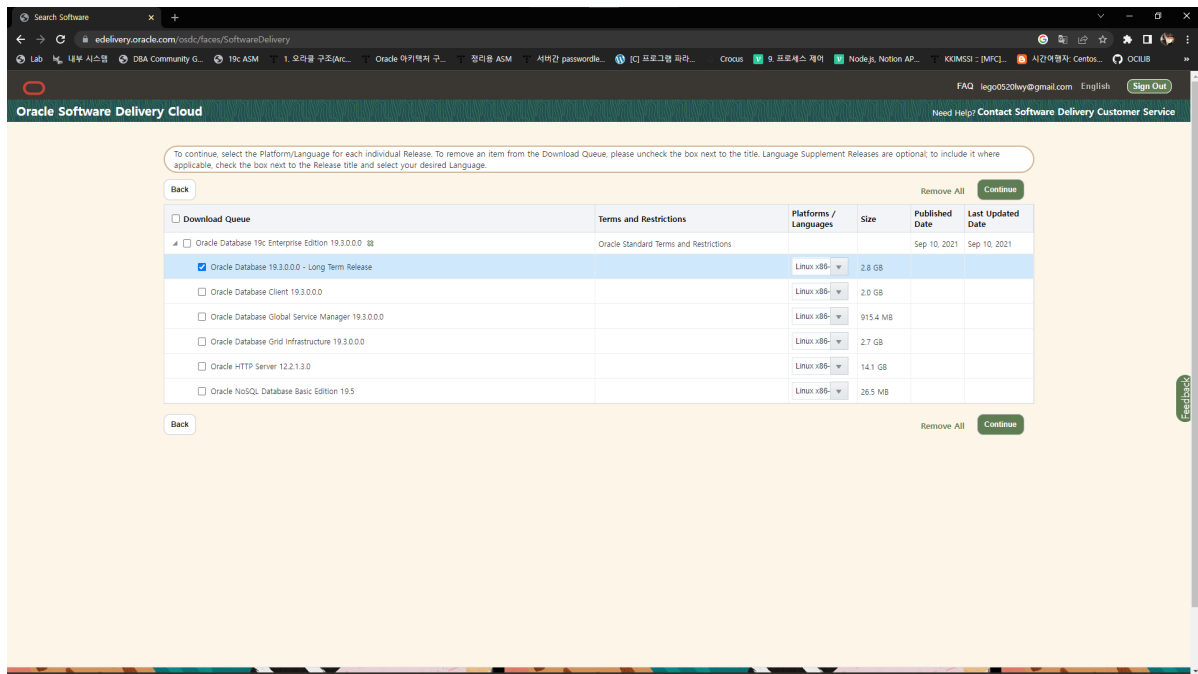 Search Software
edelivery.oracle.com/osdc/faces/SoftwareDelivery
Lab 내부 시스템 DBA Community G... 19c ASM 1. 오라클 구조(Arc... Oracle 아키텍처 구... 정리용 ASM 서버간 passwordle... [C] 프로그램 파라... Crocus 9. 프로세스 제어 Node.js, Notion AP... KKIMSSI :: [MFC]... 시간여행자: Centos... OCILIB »
FAQ lego0520lwy@gmail.com English Sign Out
Oracle Software Delivery Cloud Need Help? Contact Software Delivery Customer Service
To continue, select the Platform/Language for each individual Release. To remove an item from the Download Queue, please uncheck the box next to the title. Language Supplement Releases are optional; to include it where
applicable, check the box next to the Release title and select your desired Language.
Back Remove All Continue
Download Queue Terms and Restrictions Platforms / Languages Size Published Date Last Updated Date
Oracle Database 19c Enterprise Edition 19.3.0.0.0 Oracle Standard Terms and Restrictions Sep 10, 2021 Sep 10, 2021
Oracle Database 19.3.0.0.0 - Long Term Release Linux x86- 2.8 GB
Oracle Database Client 19.3.0.0.0 Linux x86- 2.0 GB
Oracle Database Global Service Manager 19.3.0.0.0 Linux x86- 915.4 MB
Oracle Database Grid Infrastructure 19.3.0.0.0 Linux x86- 2.7 GB
Oracle HTTP Server 12.2.1.3.0 Linux x86- 14.1 GB
Oracle NoSQL Database Basic Edition 19.5 Linux x86- 26.5 MB
Feedback
Back Remove All Continue